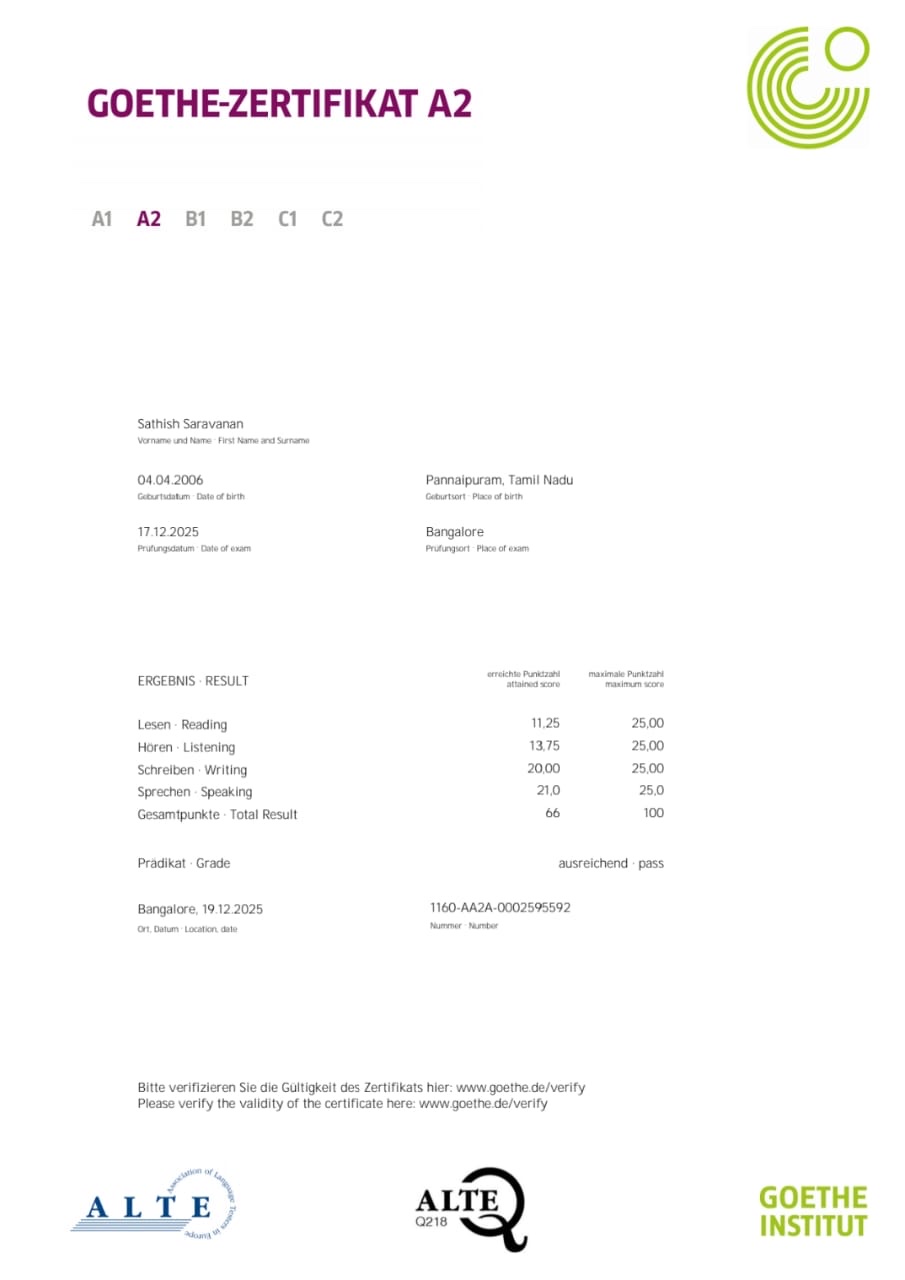 GOETHE-ZERTIFIKAT A2
A1 A2 B1 B2 C1 C2
Sathish Saravanan
Vorname und Name · First Name and Surname
04.04.2006 Pannaipuram, Tamil Nadu
Geburtsdatum · Date of birth Geburtsort · Place of birth
17.12.2025 Bangalore
Prüfungsdatum · Date of exam Prüfungsort · Place of exam
ERGEBNIS · RESULT
erreichte Punktzahl maximale Punktzahl
attained score maximum score
Lesen · Reading 11,25 25,00
Hören · Listening 13,75 25,00
Schreiben · Writing 20,00 25,00
Sprechen · Speaking 21,0 25,0
Gesamtpunkte · Total Result 66 100
Prädikat · Grade ausreichend · pass
Bangalore, 19.12.2025 1160-AA2A-0002595592
Ort, Datum · Location, date Nummer · Number
Bitte verifizieren Sie die Gültigkeit des Zertifikats hier: www.goethe.de/verify
Please verify the validity of the certificate here: www.goethe.de/verify
ALTE
Association of Language Testers in Europe
ALTE
Q218
GOETHE
INSTITUT